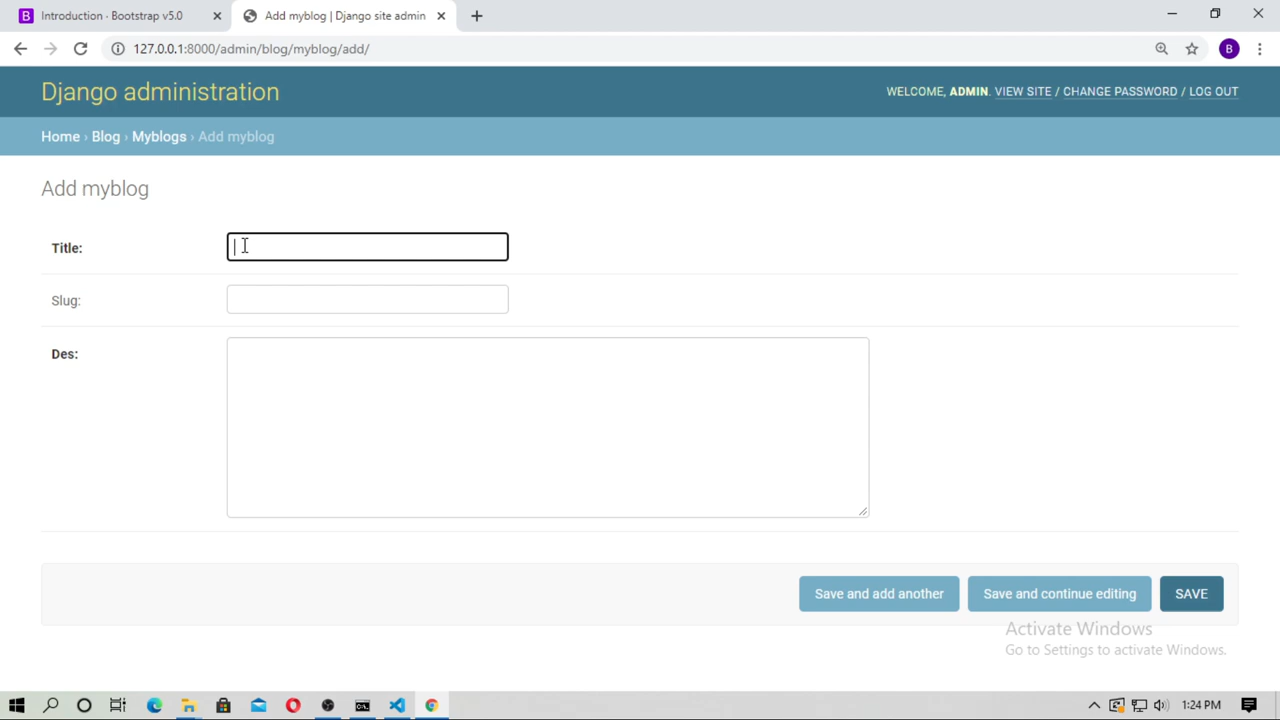 Introduction · Bootstrap v5.0
Add myblog | Django site admin
127.0.0.1:8000/admin/blog/myblog/add/
B
Django administration
WELCOME, ADMIN. VIEW SITE / CHANGE PASSWORD / LOG OUT
Home › Blog › Myblogs › Add myblog
Add myblog
Title:
Slug:
Des:
Save and add another
Save and continue editing
SAVE
Activate Windows
Go to Settings to activate Windows.
1:24 PM